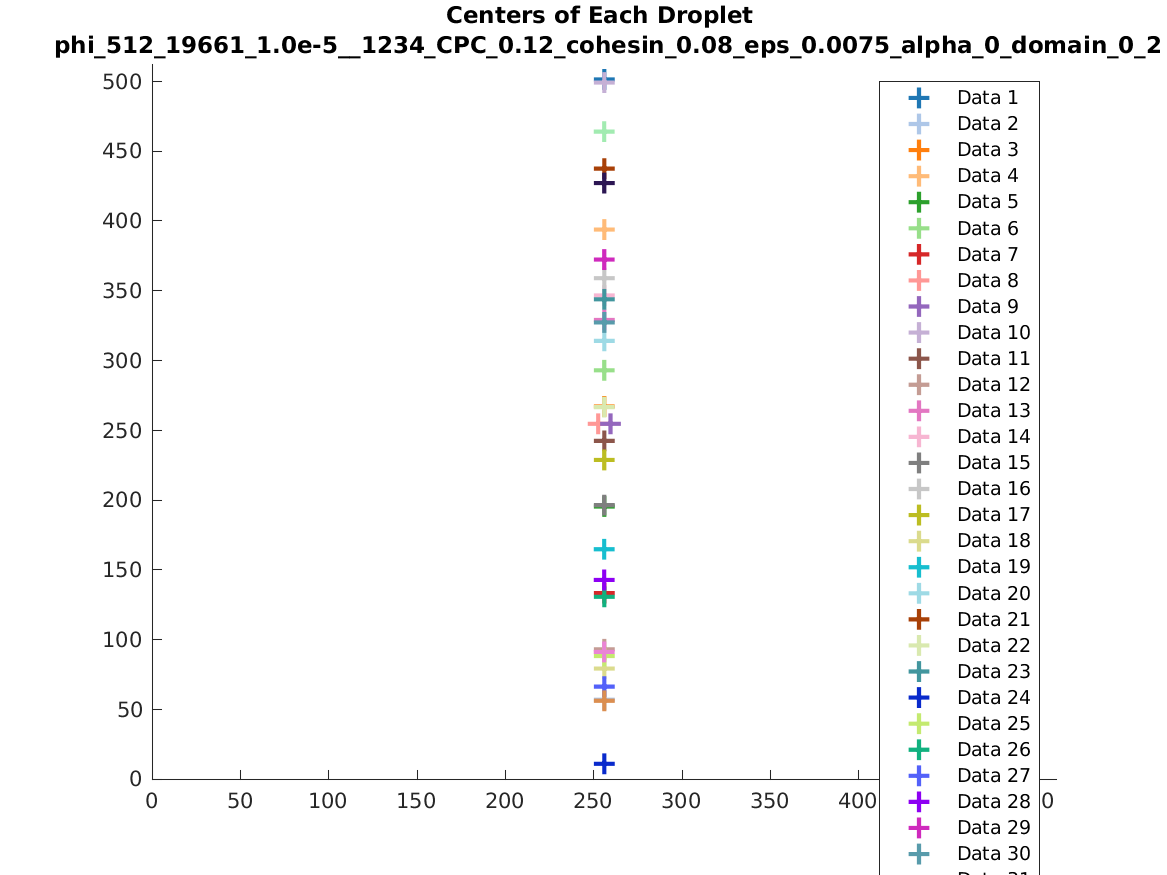 Centers of Each Droplet
phi_512_19661_1.0e-5__1234_CPC_0.12_cohesin_0.08_eps_0.0075_alpha_0_domain_0_2
500
450
400
350
300
250
200
150
100
50
0
0 50 100 150 200 250 300 350 400
Data 1
Data 2
Data 3
Data 4
Data 5
Data 6
Data 7
Data 8
Data 9
Data 10
Data 11
Data 12
Data 13
Data 14
Data 15
Data 16
Data 17
Data 18
Data 19
Data 20
Data 21
Data 22
Data 23
Data 24
Data 25
Data 26
Data 27
Data 28
Data 29
Data 30